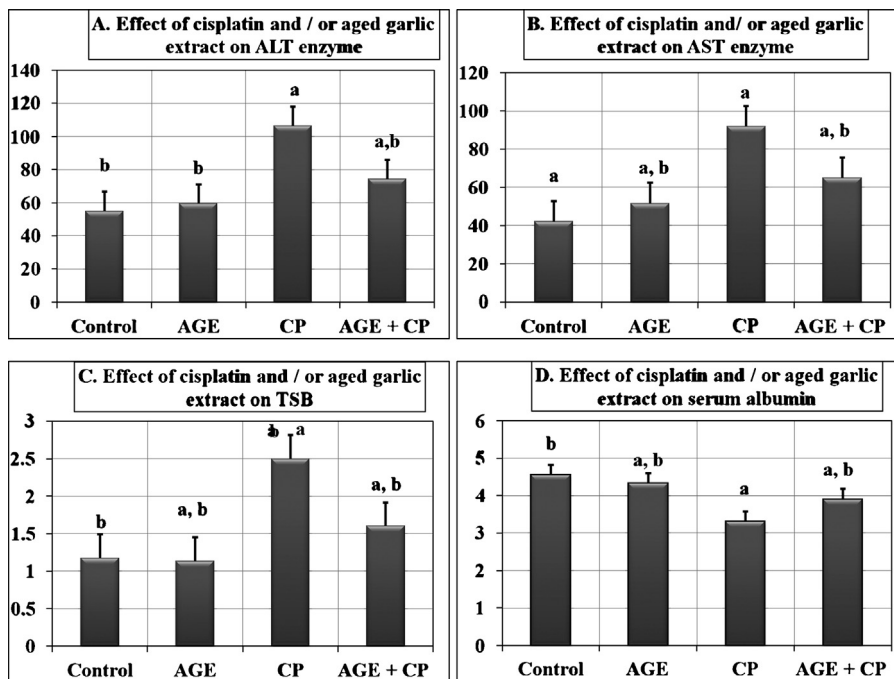 A. Effect of cisplatin and / or aged garlic
extract on ALT enzyme
140
120
100
80
60
40
20
0
b
b
a
a,b
Control AGE CP AGE + CP
B. Effect of cisplatin and/ or aged garlic
extract on AST enzyme
120
100
80
60
40
20
0
a
a, b
a
a, b
Control AGE CP AGE + CP
C. Effect of cisplatin and / or aged garlic
extract on TSB
3
2.5
2
1.5
1
0.5
0
b
a, b
a
a, b
Control AGE CP AGE + CP
D. Effect of cisplatin and / or aged garlic
extract on serum albumin
6
5
4
3
2
1
0
b
a, b
a
a, b
Control AGE CP AGE + CP